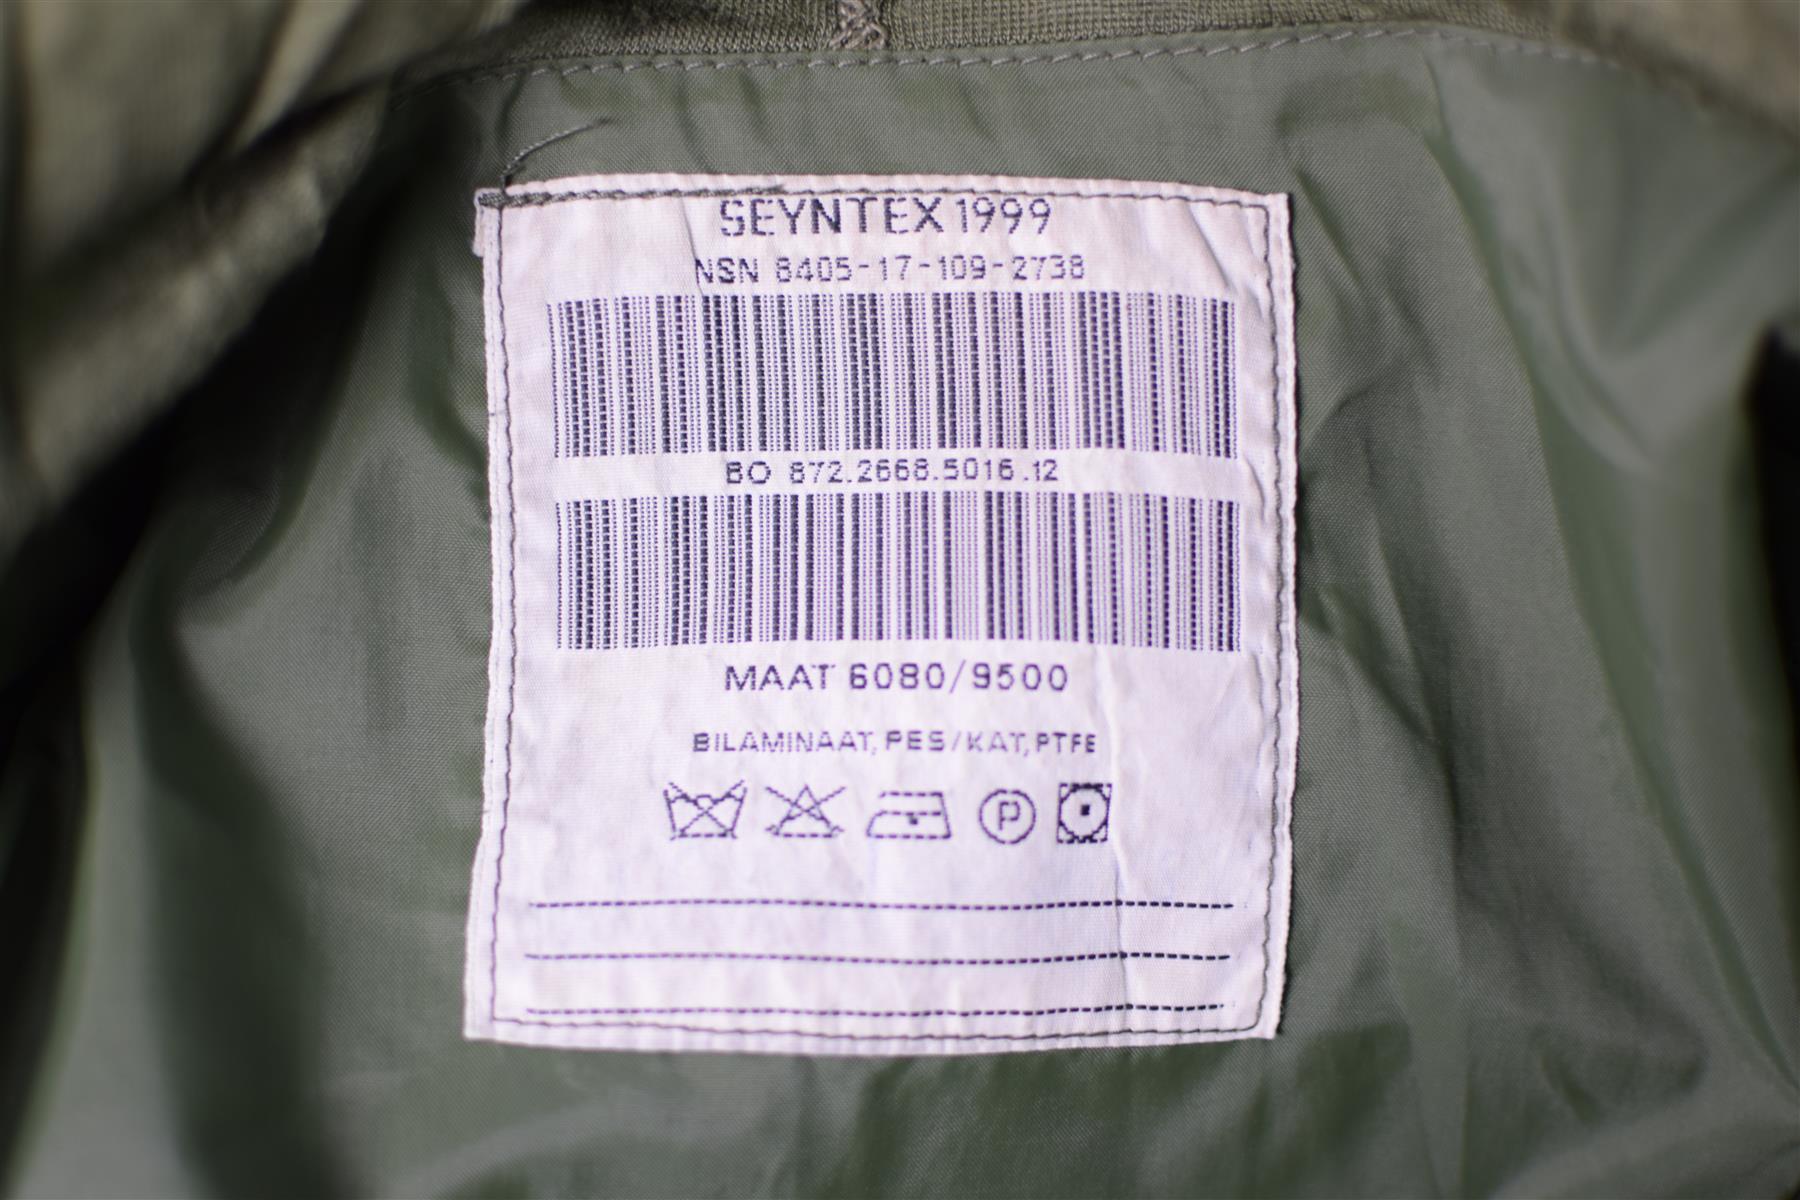 SEYNTEX 1999
NSN 8405-17-109-2738
BO 872.2668.5016.12
MAAT 6080/9500
BILAMINAAT, PES/KAT, PTFE
P